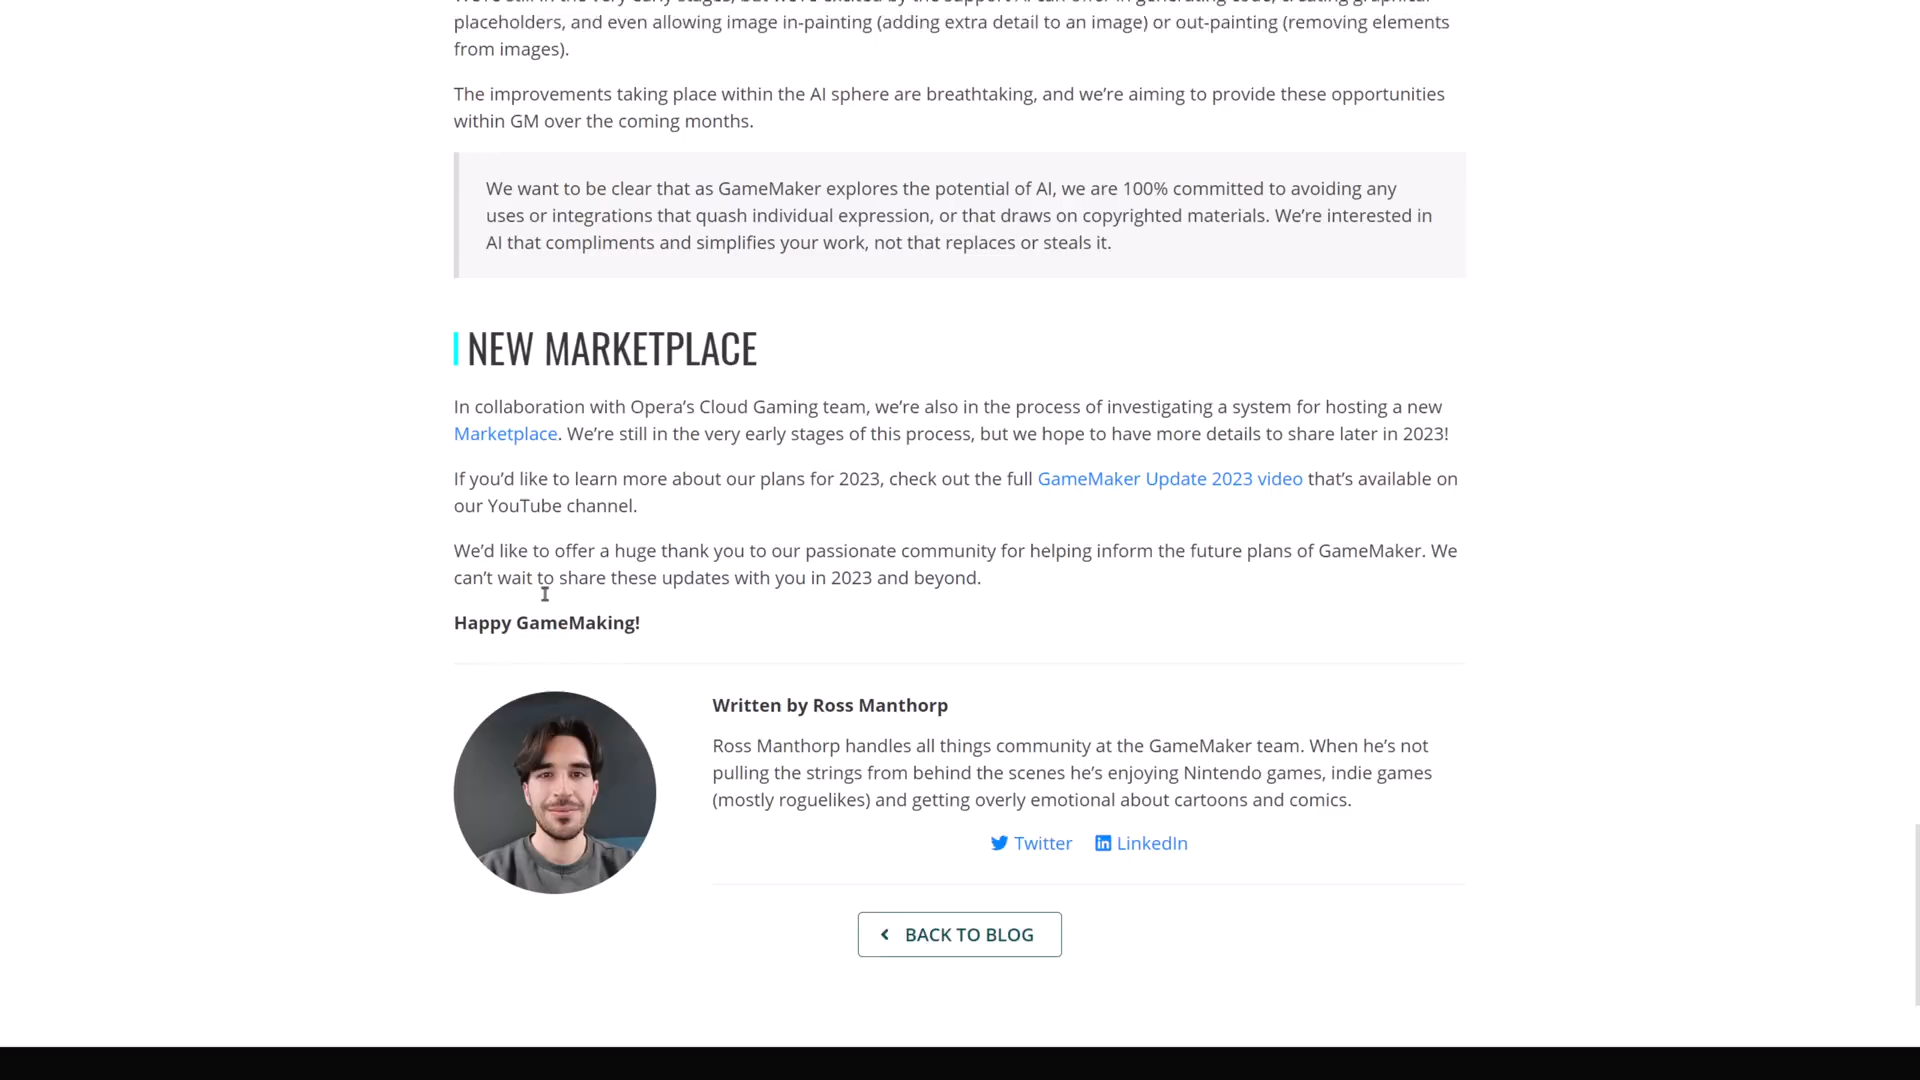 placeholders, and even allowing image in-painting (adding extra detail to an image) or out-painting (removing elements
from images).
The improvements taking place within the AI sphere are breathtaking, and we’re aiming to provide these opportunities
within GM over the coming months.
We want to be clear that as GameMaker explores the potential of AI, we are 100% committed to avoiding any
uses or integrations that quash individual expression, or that draws on copyrighted materials. We’re interested in
AI that compliments and simplifies your work, not that replaces or steals it.
NEW MARKETPLACE
In collaboration with Opera’s Cloud Gaming team, we’re also in the process of investigating a system for hosting a new
Marketplace. We’re still in the very early stages of this process, but we hope to have more details to share later in 2023!
If you’d like to learn more about our plans for 2023, check out the full GameMaker Update 2023 video that’s available on
our YouTube channel.
We’d like to offer a huge thank you to our passionate community for helping inform the future plans of GameMaker. We
can’t wait to share these updates with you in 2023 and beyond.
Happy GameMaking!
Written by Ross Manthorp
Ross Manthorp handles all things community at the GameMaker team. When he’s not
pulling the strings from behind the scenes he’s enjoying Nintendo games, indie games
(mostly roguelikes) and getting overly emotional about cartoons and comics.
Twitter LinkedIn
BACK TO BLOG